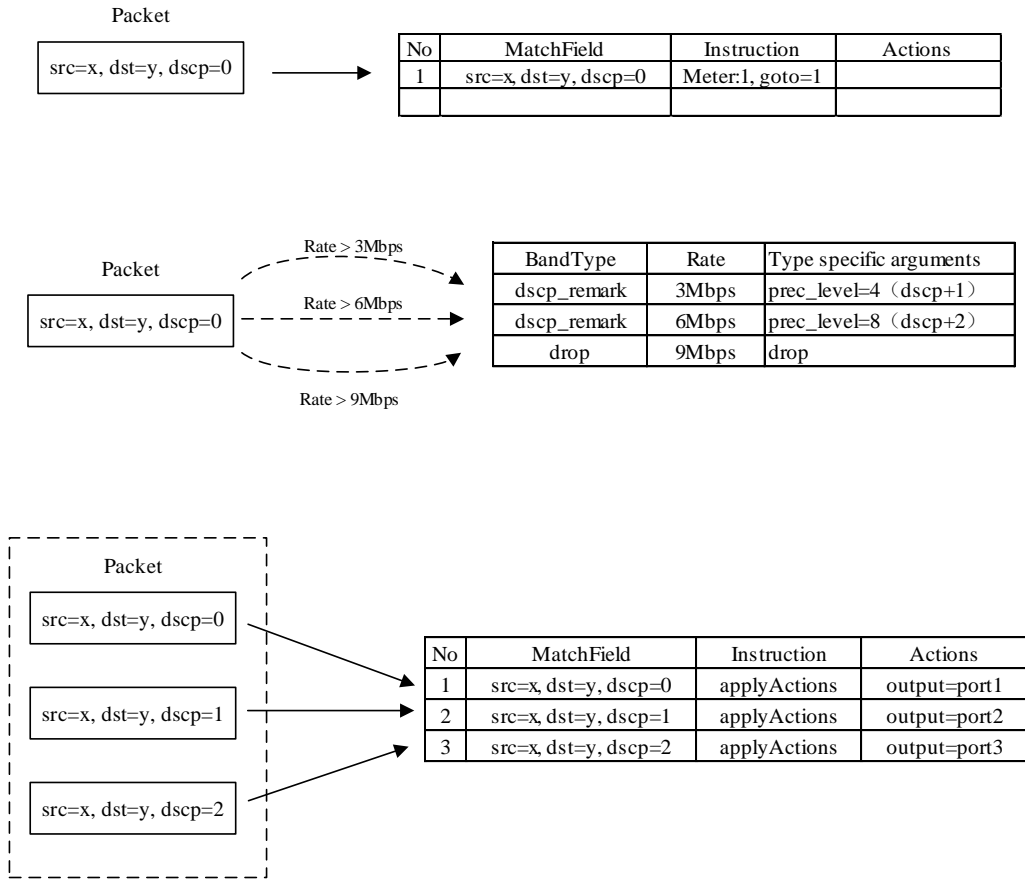 Packet
src=x, dst=y, dscp=0
No MatchField Instruction Actions
1 src=x, dst=y, dscp=0 Meter:1, goto=1
Packet
src=x, dst=y, dscp=0
Rate > 3Mbps
Rate > 6Mbps
Rate > 9Mbps
BandType Rate Type specific arguments
dscp_remark 3Mbps prec_level=4（dscp+1）
dscp_remark 6Mbps prec_level=8（dscp+2）
drop 9Mbps drop
Packet
src=x, dst=y, dscp=0
src=x, dst=y, dscp=1
src=x, dst=y, dscp=2
No MatchField Instruction Actions
1 src=x, dst=y, dscp=0 applyActions output=port1
2 src=x, dst=y, dscp=1 applyActions output=port2
3 src=x, dst=y, dscp=2 applyActions output=port3